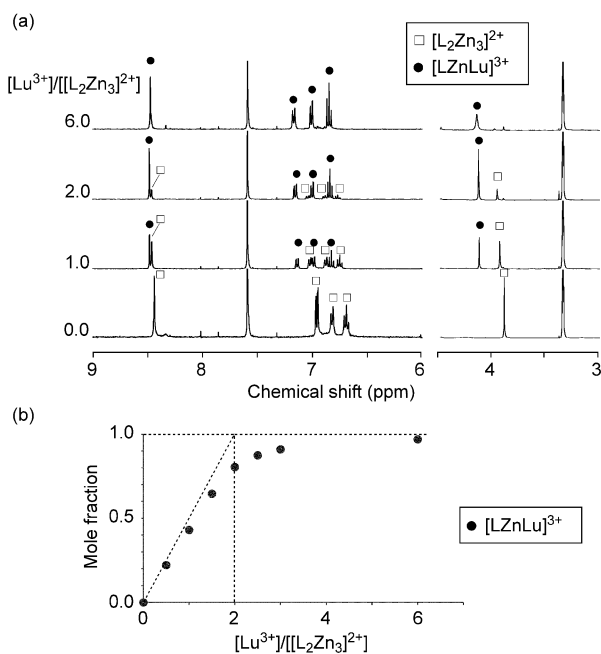 (a)
□ [L₂Zn₃]²⁺
● [LZnLu]³⁺
[Lu³⁺]/[[L₂Zn₃]²⁺]
6.0
2.0
1.0
0.0
9 8 7 6 4 3
Chemical shift (ppm)
(b)
1.0
0.5
0.0
Mole fraction
● [LZnLu]³⁺
0 2 4 6
[Lu³⁺]/[[L₂Zn₃]²⁺]